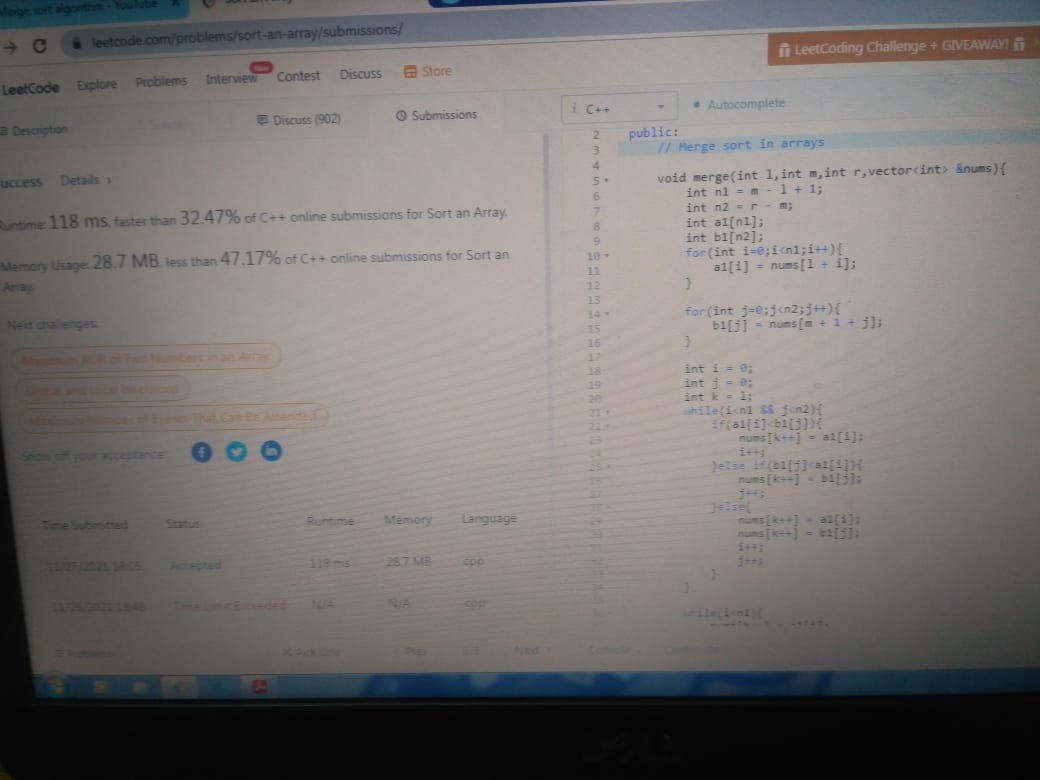 Merge sort algorithm - YouTube X
leetcode.com/problems/sort-an-array/submissions/
LeetCoding Challenge + GIVEAWAY!
LeetCode Explore Problems Interview New Contest Discuss Store
Description Discuss (902) Submissions
i C++ Autocomplete
uccess Details >
Runtime: 118 ms, faster than 32.47% of C++ online submissions for Sort an Array.
Memory Usage: 28.7 MB, less than 47.17% of C++ online submissions for Sort an
Array.
Next challenges:
Maximum XOR of Two Numbers in an Array
Global and Local Inversions
Maximum Number of Events That Can Be Attended
Show off your acceptance:
Time Submitted Status Runtime Memory Language
11/27/2021 18:05 Accepted 118 ms 28.7 MB cpp
11/26/2021 18:48 Time Limit Exceeded N/A N/A cpp
Problems Pick One < Prev Next >
Console
2 public:
3 // Merge sort in arrays
4
5 void merge(int l,int m,int r,vector<int> &nums){
6 int n1 = m - l + 1;
7 int n2 = r - m;
8 int a1[n1];
9 int b1[n2];
10 for(int i=0;i<n1;i++){
11 a1[i] = nums[l + i];
12 }
13
14 for(int j=0;j<n2;j++){
15 b1[j] = nums[m + 1 + j];
16 }
17
18 int i = 0;
19 int j = 0;
20 int k = l;
21 while(i<n1 && j<n2){
22 if(a1[i]<b1[j]){
23 nums[k++] = a1[i];
24 i++;
25 }else if(b1[j]<a1[i]){
26 nums[k++] = b1[j];
27 j++;
28 }else{
29 nums[k++] = a1[i];
30 nums[k++] = b1[j];
31 i++;
j++;
}
}
while(i<n1){
DELL